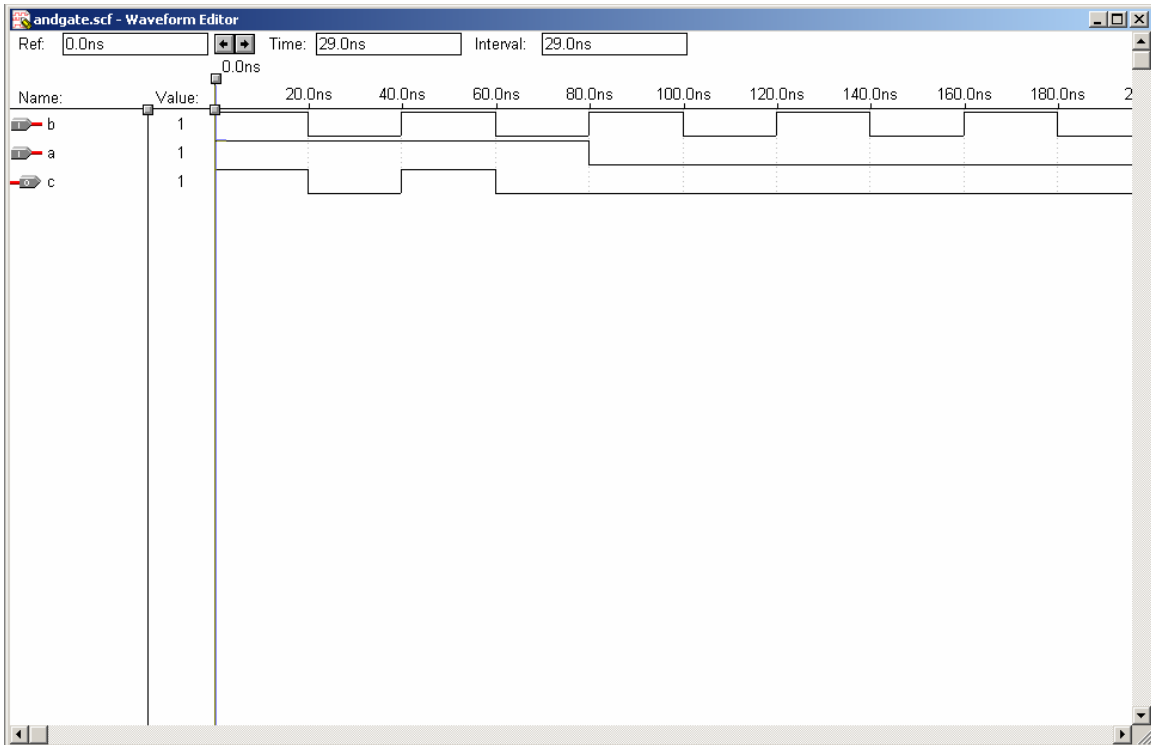 andgate.scf - Waveform Editor
Ref: 0.0ns Time: 29.0ns Interval: 29.0ns
0.0ns
Name: Value: 20.0ns 40.0ns 60.0ns 80.0ns 100.0ns 120.0ns 140.0ns 160.0ns 180.0ns 2
b 1
a 1
c 1